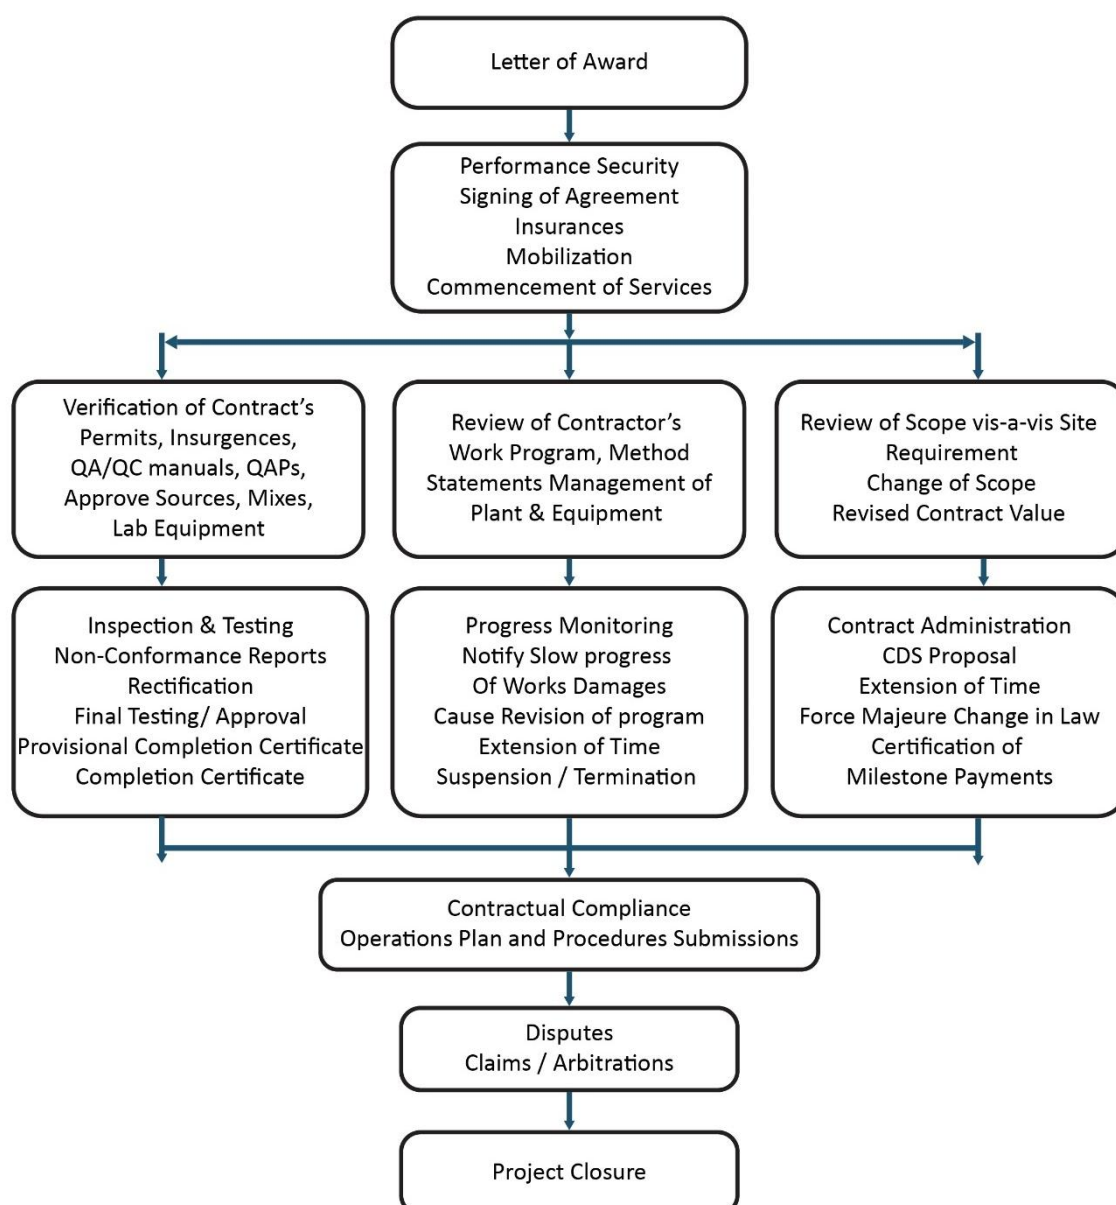 Letter of Award
Performance Security
Signing of Agreement
Insurances
Mobilization
Commencement of Services
Verification of Contract’s
Permits, Insurgences,
QA/QC manuals, QAPs,
Approve Sources, Mixes,
Lab Equipment
Review of Contractor’s
Work Program, Method
Statements Management of
Plant & Equipment
Review of Scope vis-a-vis Site
Requirement
Change of Scope
Revised Contract Value
Inspection & Testing
Non-Conformance Reports
Rectification
Final Testing/ Approval
Provisional Completion Certificate
Completion Certificate
Progress Monitoring
Notify Slow progress
Of Works Damages
Cause Revision of program
Extension of Time
Suspension / Termination
Contract Administration
CDS Proposal
Extension of Time
Force Majeure Change in Law
Certification of
Milestone Payments
Contractual Compliance
Operations Plan and Procedures Submissions
Disputes
Claims / Arbitrations
Project Closure